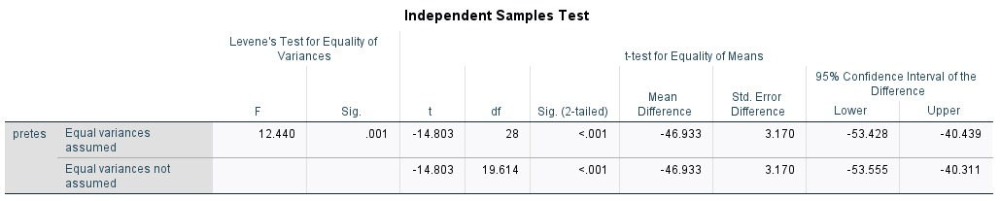 Independent Samples Test
Levene's Test for Equality of
Variances
t-test for Equality of Means
95% Confidence Interval of the
Difference
F Sig. t df Sig. (2-tailed) Mean Difference Std. Error Difference Lower Upper
pretes Equal variances assumed 12.440 .001 -14.803 28 <.001 -46.933 3.170 -53.428 -40.439
Equal variances not assumed -14.803 19.614 <.001 -46.933 3.170 -53.555 -40.311